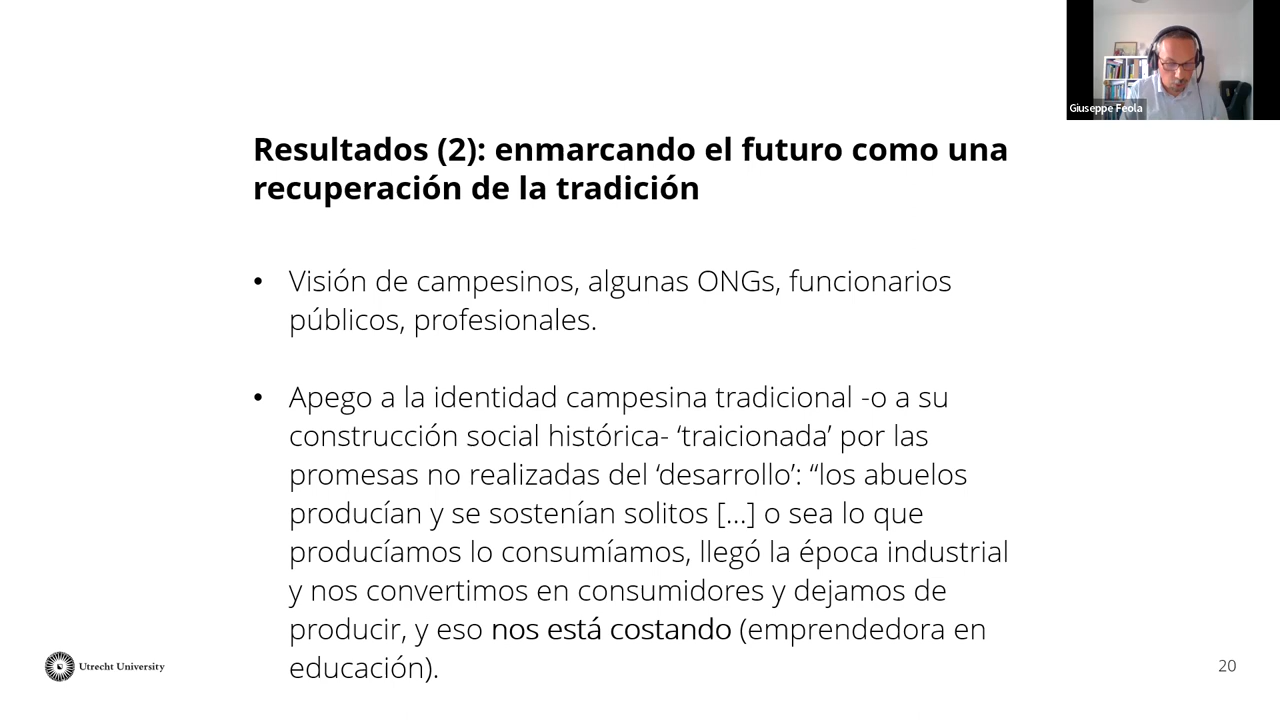 Giuseppe Feola
Resultados (2): enmarcando el futuro como una
recuperación de la tradición
• Visión de campesinos, algunas ONGs, funcionarios
públicos, profesionales.
• Apego a la identidad campesina tradicional -o a su
construcción social histórica- ‘traicionada’ por las
promesas no realizadas del ‘desarrollo’: “los abuelos
producían y se sostenían solitos [...] o sea lo que
producíamos lo consumíamos, llegó la época industrial
y nos convertimos en consumidores y dejamos de
producir, y eso nos está costando (emprendedora en
educación).
Utrecht University
20